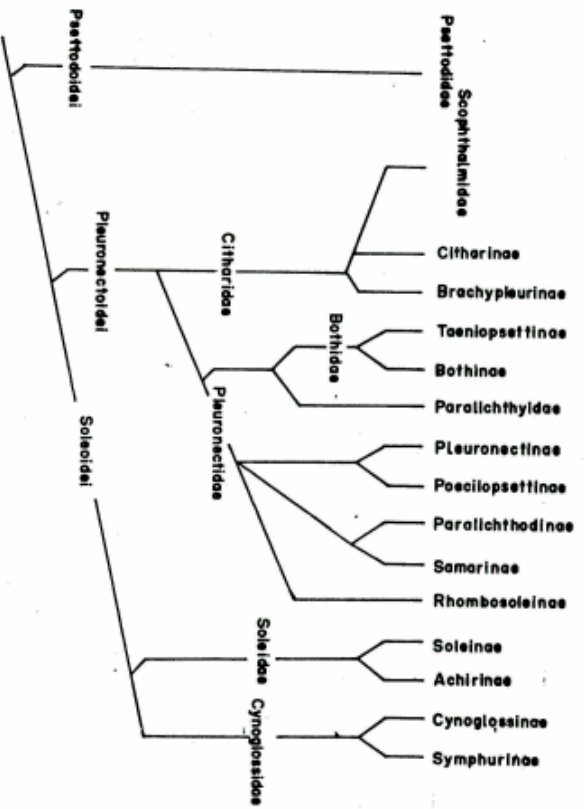 Psettodoidei
Psettodidae
Scophthalmidae
Pleuronectoidei
Citharidae
Citharinae
Brachypleurinae
Bothidae
Taeniopsettinae
Bothinae
Paralichthyidae
Pleuronectidae
Pleuronectinae
Poecilopsettinae
Paralichthodinae
Samarinae
Rhombosoleinae
Soleoidei
Soleidae
Soleinae
Achirinae
Cynoglossidae
Cynoglossinae
Symphurinae